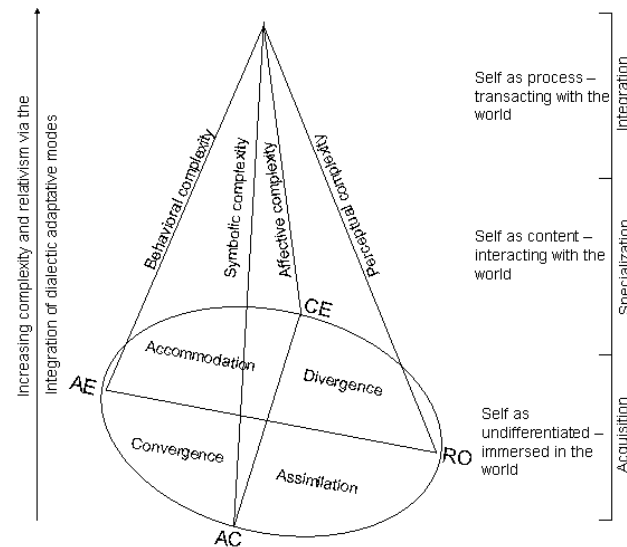 Increasing complexity and relativism via the
Integration of dialectic adaptative modes
Behavioral complexity
Symbolic complexity
Affective complexity
Perceptual complexity
CE
Accommodation
Divergence
AE
RO
Convergence
Assimilation
AC
Self as process –
transacting with the
world
Integration
Self as content –
interacting with the
world
Specialization
Self as
undifferentiated –
immersed in the
world
Acquisition